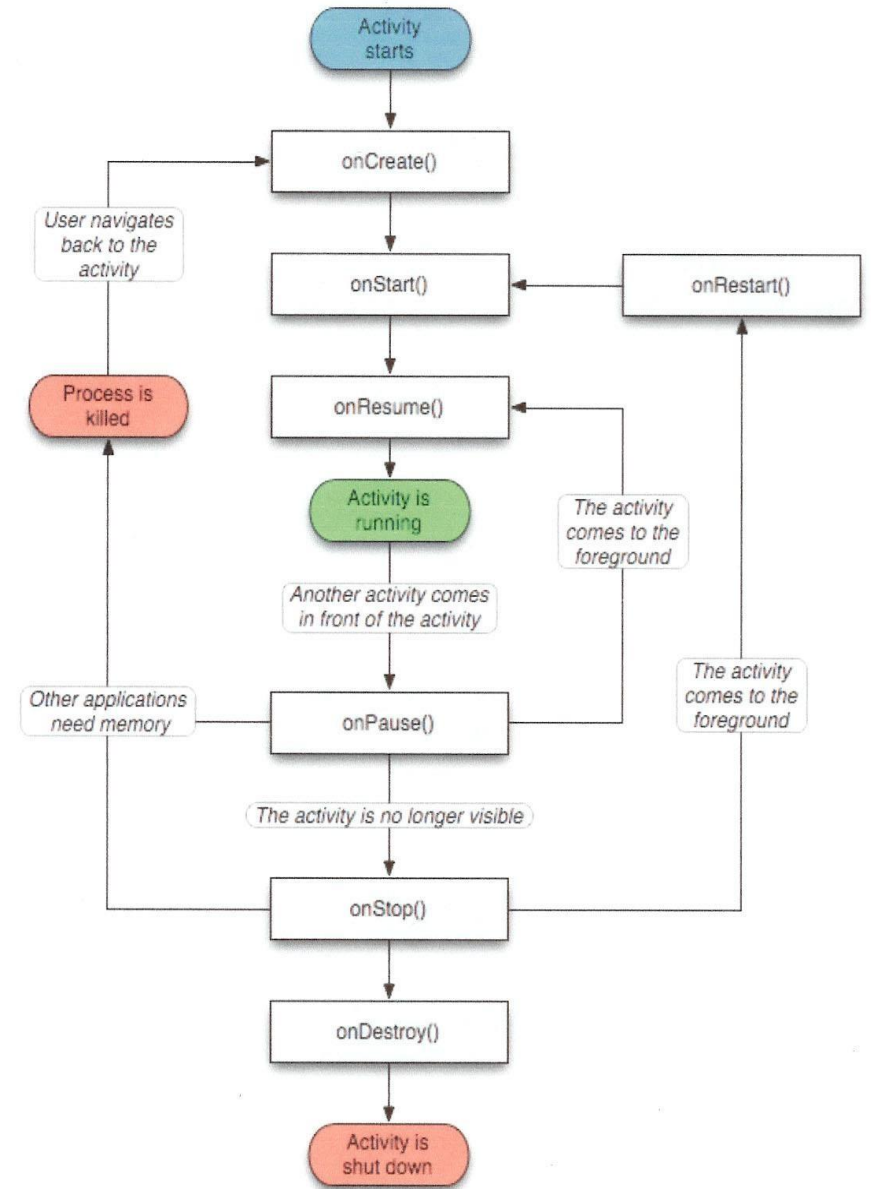 Activity
starts
onCreate()
User navigates
back to the
activity
onStart()
onRestart()
Process is
killed
onResume()
Activity is
running
The activity
comes to the
foreground
Another activity comes
in front of the activity
The activity
comes to the
foreground
Other applications
need memory
onPause()
The activity is no longer visible
onStop()
onDestroy()
Activity is
shut down